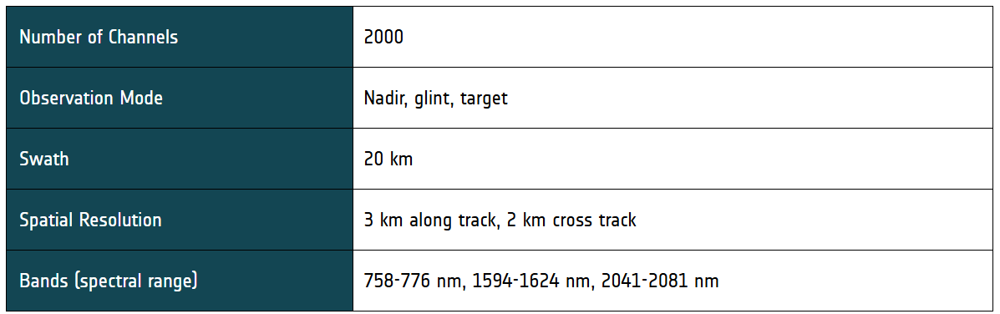 Number of Channels 2000
Observation Mode Nadir, glint, target
Swath 20 km
Spatial Resolution 3 km along track, 2 km cross track
Bands (spectral range) 758-776 nm, 1594-1624 nm, 2041-2081 nm